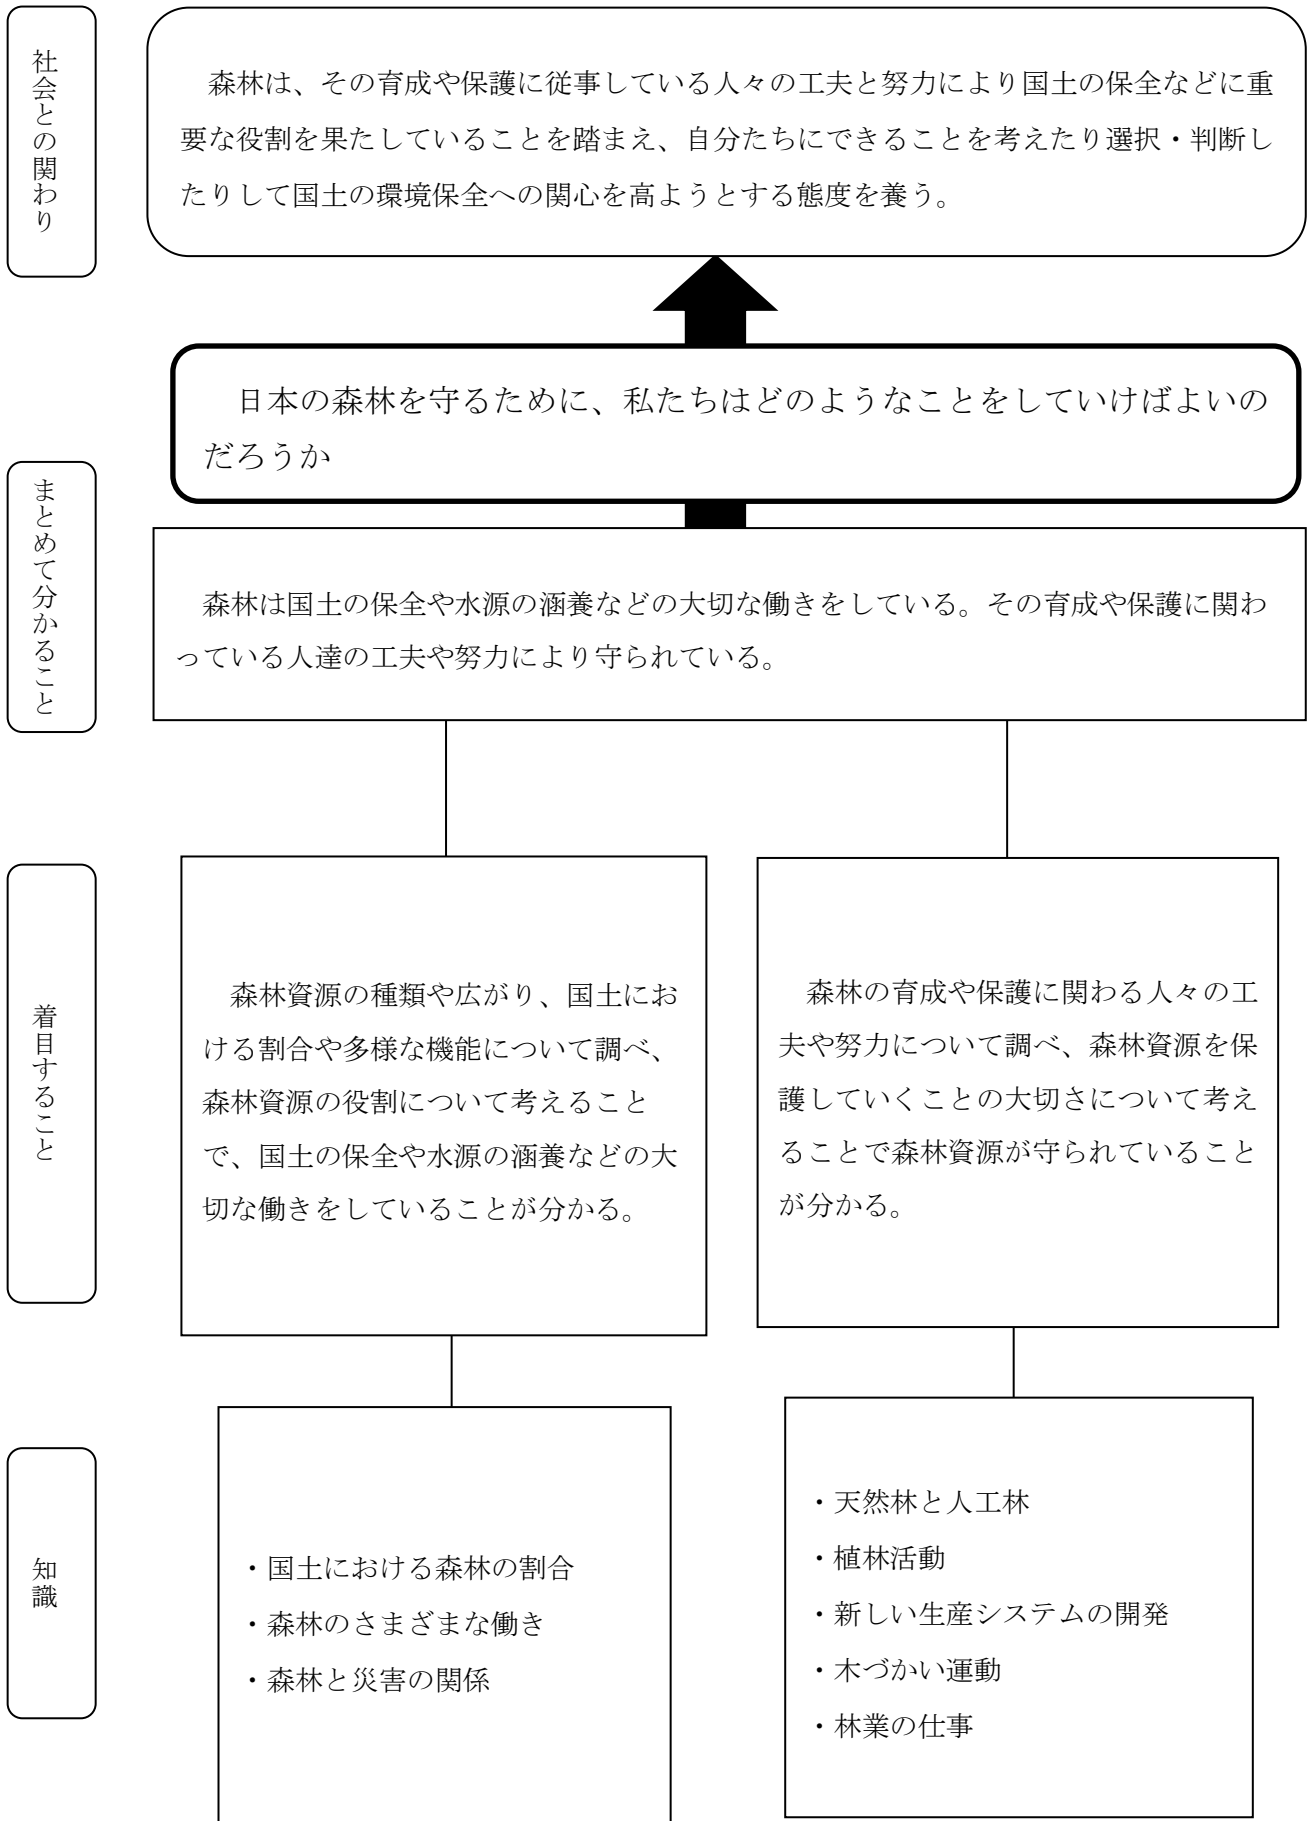 社会との関わり
森林は、その育成や保護に従事している人々の工夫と努力により国土の保全などに重
要な役割を果たしていることを踏まえ、自分たちにできることを考えたり選択・判断し
たりして国土の環境保全への関心を高ようとする態度を養う。
日本の森林を守るために、私たちはどのようなことをしていけばよいの
だろうか
まとめて分かること
森林は国土の保全や水源の涵養などの大切な働きをしている。その育成や保護に関わ
っている人達の工夫や努力により守られている。
着目すること
森林資源の種類や広がり、国土にお
ける割合や多様な機能について調べ、
森林資源の役割について考えること
で、国土の保全や水源の涵養などの大
切な働きをしていることが分かる。
森林の育成や保護に関わる人々の工
夫や努力について調べ、森林資源を保
護していくことの大切さについて考え
ることで森林資源が守られていること
が分かる。
知識
・国土における森林の割合
・森林のさまざまな働き
・森林と災害の関係
・天然林と人工林
・植林活動
・新しい生産システムの開発
・木づかい運動
・林業の仕事